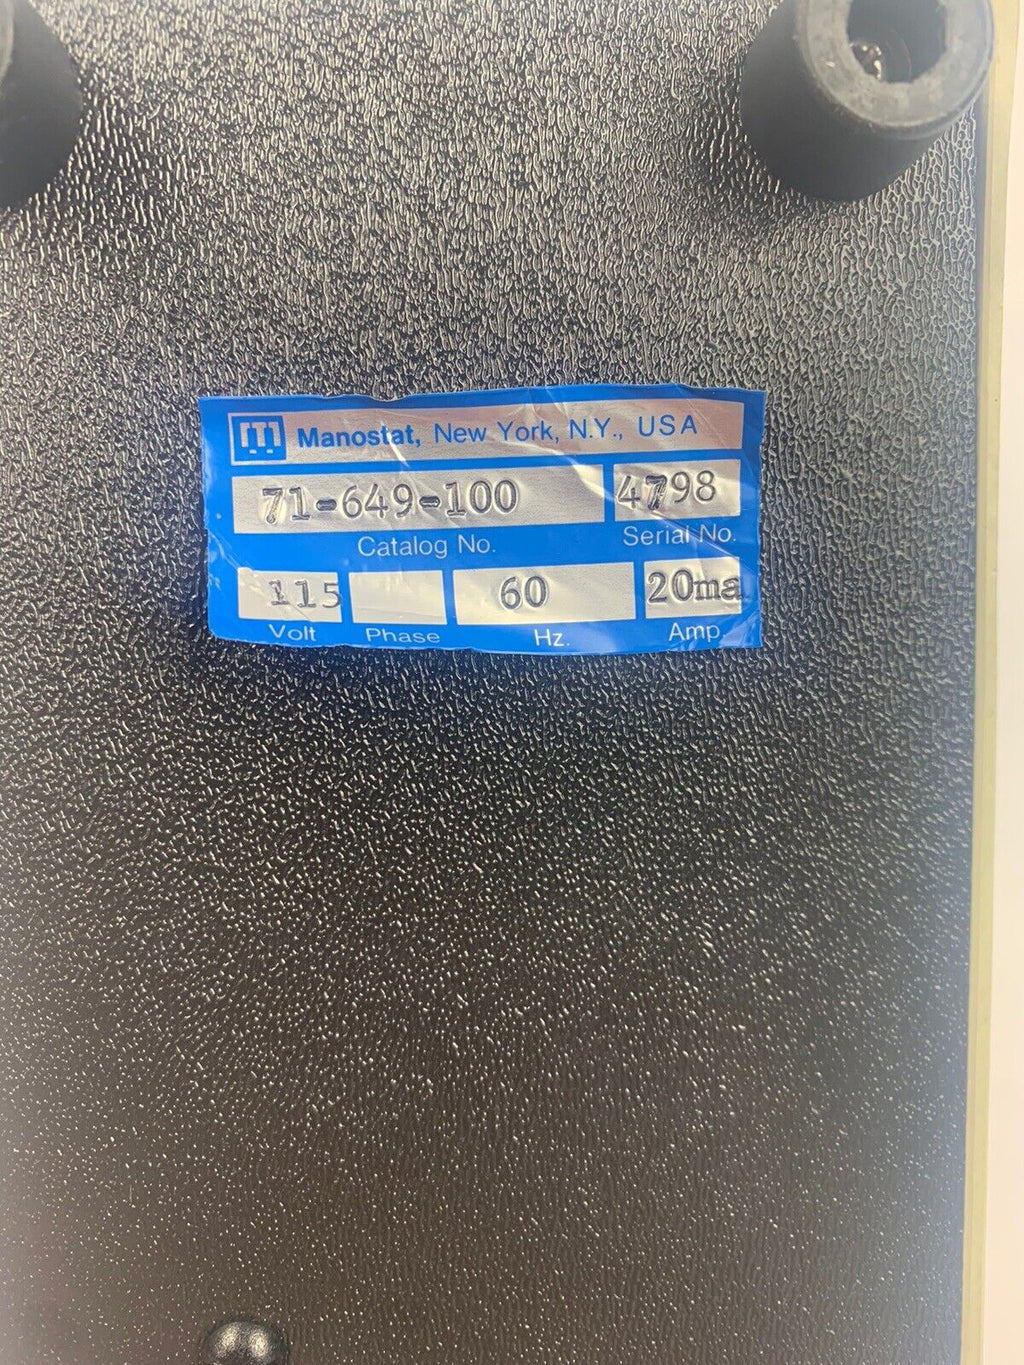 m Manostat, New York, N.Y., USA
71-649-100 4798
Catalog No. Serial No.
115 60 20ma
Volt Phase Hz. Amp.